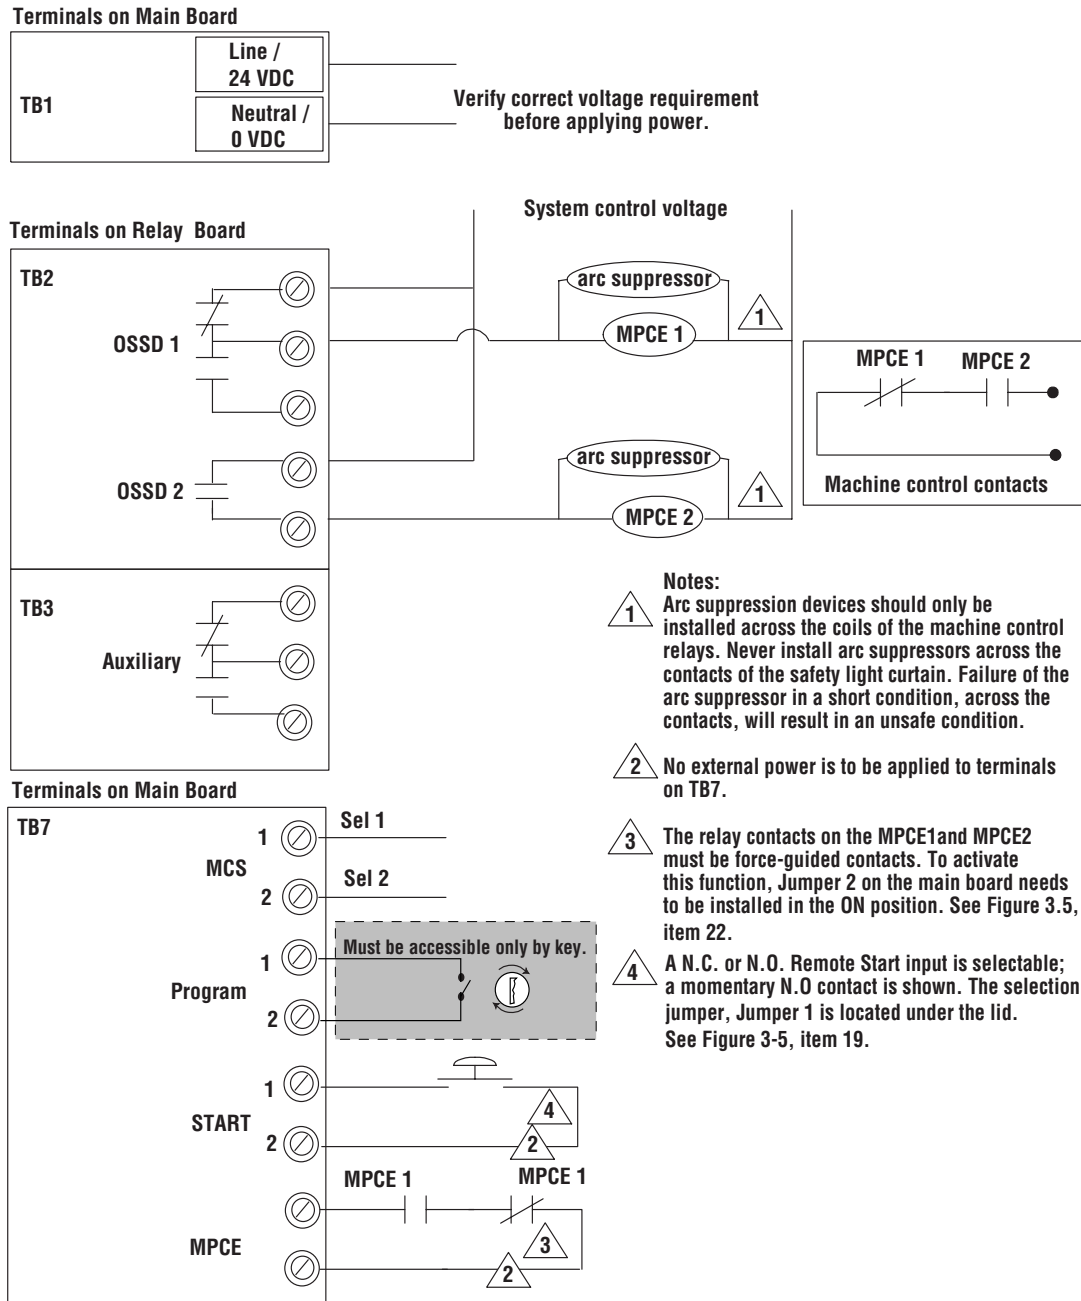 Terminals on Main Board
TB1
Line /
24 VDC
Neutral /
0 VDC
Verify correct voltage requirement
before applying power.
Terminals on Relay Board
System control voltage
TB2
OSSD 1
OSSD 2
arc suppressor
MPCE 1
1
arc suppressor
MPCE 2
1
MPCE 1
MPCE 2
Machine control contacts
TB3
Auxiliary
Notes:
1
Arc suppression devices should only be
installed across the coils of the machine control
relays. Never install arc suppressors across the
contacts of the safety light curtain. Failure of the
arc suppressor in a short condition, across the
contacts, will result in an unsafe condition.
2
No external power is to be applied to terminals
on TB7.
3
The relay contacts on the MPCE1and MPCE2
must be force-guided contacts. To activate
this function, Jumper 2 on the main board needs
to be installed in the ON position. See Figure 3.5,
item 22.
4
A N.C. or N.O. Remote Start input is selectable;
a momentary N.O contact is shown. The selection
jumper, Jumper 1 is located under the lid.
See Figure 3-5, item 19.
Terminals on Main Board
TB7
1
Sel 1
MCS
2
Sel 2
Must be accessible only by key.
1
Program
2
1
START
4
2
2
MPCE 1
MPCE 1
3
MPCE
2